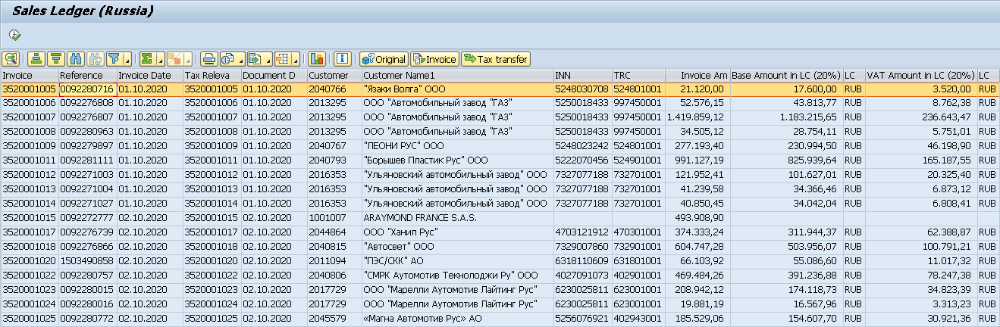 Sales Ledger (Russia)
Original Invoice Tax transfer
Invoice Reference Invoice Date Tax Releva Document D Customer Customer Name1 INN TRC Invoice Am Base Amount in LC (20%) LC VAT Amount in LC (20%) LC
3520001005 0092280716 01.10.2020 3520001005 01.10.2020 2040766 "Язаки Волга" ООО 5248030708 524801001 21.120,00 17.600,00 RUB 3.520,00 RUB
3520001006 0092276808 01.10.2020 3520001006 01.10.2020 2013295 ООО "Автомобильный завод "ГАЗ" 5250018433 997450001 52.576,15 43.813,77 RUB 8.762,38 RUB
3520001007 0092276807 01.10.2020 3520001007 01.10.2020 2013295 ООО "Автомобильный завод "ГАЗ" 5250018433 997450001 1.419.859,12 1.183.215,65 RUB 236.643,47 RUB
3520001008 0092280963 01.10.2020 3520001008 01.10.2020 2013295 ООО "Автомобильный завод "ГАЗ" 5250018433 997450001 34.505,12 28.754,11 RUB 5.751,01 RUB
3520001009 0092279897 01.10.2020 3520001009 01.10.2020 2040767 "ЛЕОНИ РУС" ООО 5248023242 524801001 277.193,40 230.994,50 RUB 46.198,90 RUB
3520001011 0092281111 01.10.2020 3520001011 01.10.2020 2040793 "Борышев Пластик Рус" ООО 5222070456 524901001 991.127,19 825.939,64 RUB 165.187,55 RUB
3520001012 0092271003 01.10.2020 3520001012 01.10.2020 2016353 "Ульяновский автомобильный завод" ООО 7327077188 732701001 121.952,41 101.627,01 RUB 20.325,40 RUB
3520001013 0092271004 01.10.2020 3520001013 01.10.2020 2016353 "Ульяновский автомобильный завод" ООО 7327077188 732701001 41.239,58 34.366,46 RUB 6.873,12 RUB
3520001014 0092271027 01.10.2020 3520001014 01.10.2020 2016353 "Ульяновский автомобильный завод" ООО 7327077188 732701001 40.850,45 34.042,04 RUB 6.808,41 RUB
3520001015 0092272777 02.10.2020 3520001015 02.10.2020 1001007 ARAYMOND FRANCE S.A.S. 493.908,90
3520001017 0092276739 02.10.2020 3520001017 02.10.2020 2044864 ООО "Ханил Рус" 4703121912 470301001 374.333,24 311.944,37 RUB 62.388,87 RUB
3520001018 0092276866 02.10.2020 3520001018 02.10.2020 2040815 "Автосвет" ООО 7329007860 732901001 604.747,28 503.956,07 RUB 100.791,21 RUB
3520001020 1503490858 02.10.2020 3520001020 02.10.2020 2011094 "ПЭС/СКК" АО 6318110609 631801001 66.103,92 55.086,60 RUB 11.017,32 RUB
3520001022 0092280757 02.10.2020 3520001022 02.10.2020 2040806 "СМРК Аутомотив Текнолоджи Ру" ООО 4027091073 402901001 469.484,26 391.236,88 RUB 78.247,38 RUB
3520001023 0092280015 02.10.2020 3520001023 02.10.2020 2017729 ООО "Марелли Аутомотив Лайтинг Рус" 6230025811 623001001 208.942,12 174.118,73 RUB 34.823,39 RUB
3520001024 0092280016 02.10.2020 3520001024 02.10.2020 2017729 ООО "Марелли Аутомотив Лайтинг Рус" 6230025811 623001001 19.881,19 16.567,96 RUB 3.313,23 RUB
3520001025 0092280772 02.10.2020 3520001025 02.10.2020 2045579 «Магна Автомотив Рус» АО 5256076921 402943001 185.529,06 154.607,70 RUB 30.921,36 RUB